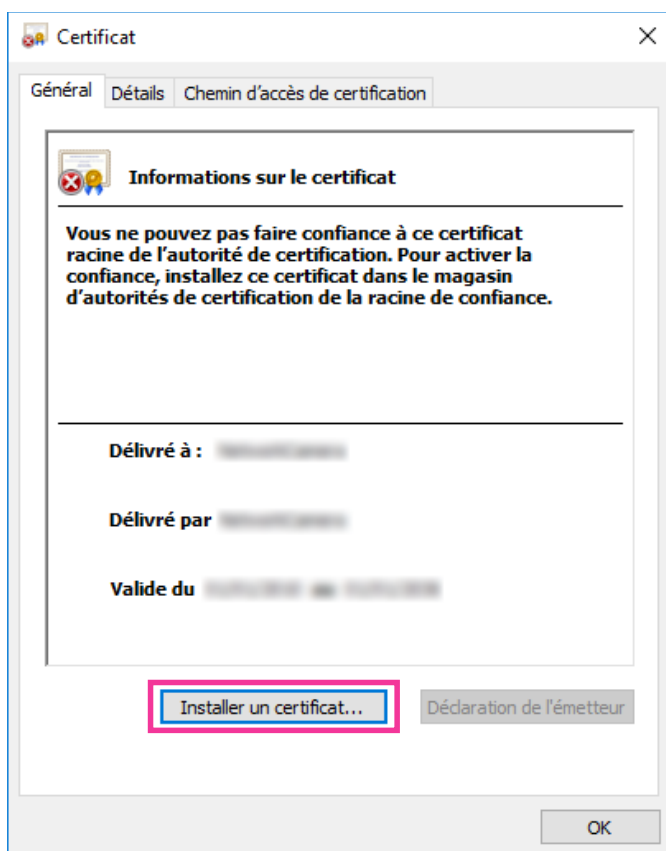 Certificat
Général Détails Chemin d'accès de certification
Informations sur le certificat
Vous ne pouvez pas faire confiance à ce certificat
racine de l'autorité de certification. Pour activer la
confiance, installez ce certificat dans le magasin
d'autorités de certification de la racine de confiance.
Délivré à :
Délivré par
Valide du
Installer un certificat... Déclaration de l'émetteur
OK